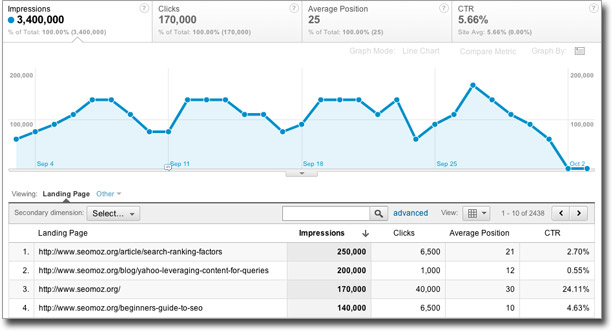 Impressions Clicks Average Position CTR
3,400,000 170,000 25 5.66%
% of Total: 100.00% (3,400,000) % of Total: 100.00% (170,000) % of Total: 100.00% (25) Site Avg: 5.66% (0.00%)
Graph Mode: Line Chart Compare Metric Graph By:
200,000 200,000
100,000 100,000
Sep 4 Sep 11 Sep 18 Sep 25 Oct 2
Viewing: Landing Page Other
Secondary dimension: Select... advanced View: 1 - 10 of 2438
Landing Page Impressions Clicks Average Position CTR
1. http://www.seomoz.org/article/search-ranking-factors 250,000 6,500 21 2.70%
2. http://www.seomoz.org/blog/yahoo-leveraging-content-for-queries 200,000 1,000 12 0.55%
3. http://www.seomoz.org/ 170,000 40,000 30 24.11%
4. http://www.seomoz.org/beginners-guide-to-seo 140,000 6,500 10 4.63%